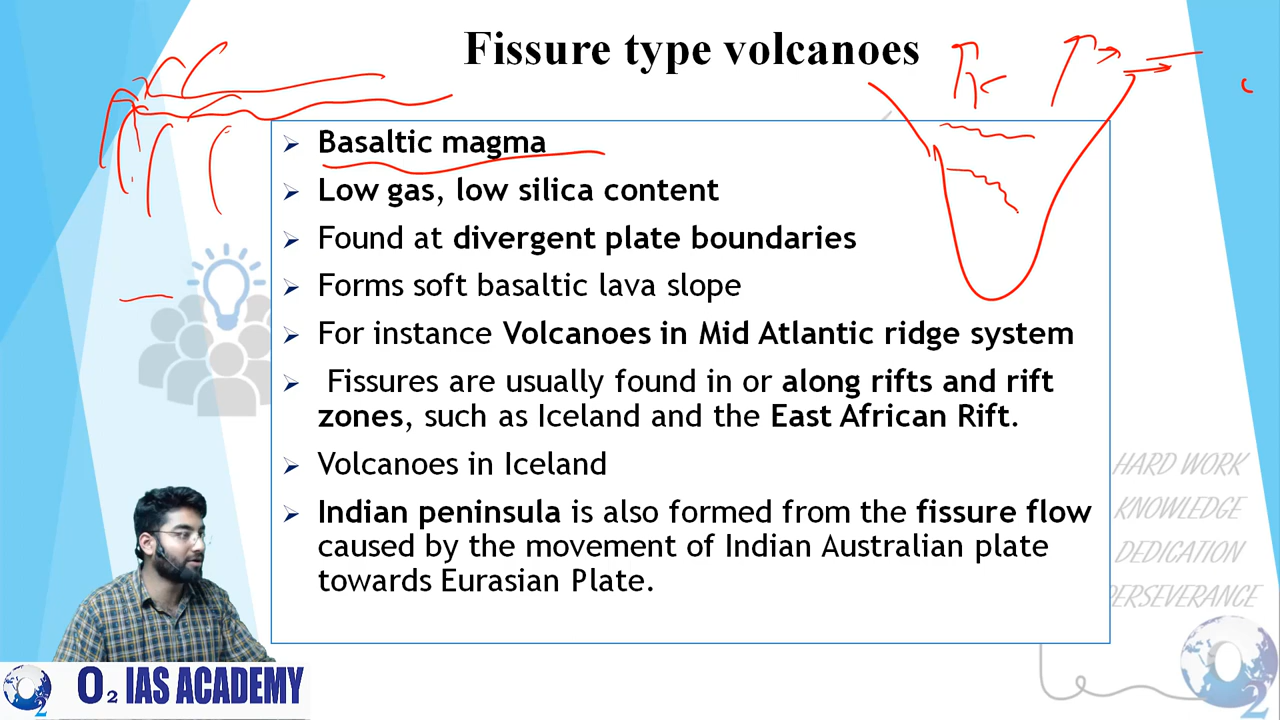 Fissure type volcanoes
Basaltic magma
Low gas, low silica content
Found at divergent plate boundaries
Forms soft basaltic lava slope
For instance Volcanoes in Mid Atlantic ridge system
Fissures are usually found in or along rifts and rift
zones, such as Iceland and the East African Rift.
Volcanoes in Iceland
Indian peninsula is also formed from the fissure flow
caused by the movement of Indian Australian plate
towards Eurasian Plate.
HARD WORK
KNOWLEDGE
DEDICATION
PERSEVERANCE
2
O2 IAS ACADEMY
2